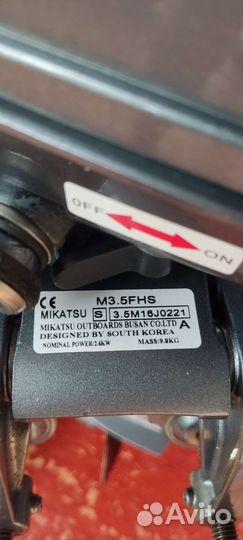 OFF ON
CE M3.5FHS
MIKATSU S 3.5M16J0221
MIKATSU OUTBOARDS BUSAN CO.LTD A
DESIGNED BY SOUTH KOREA
NOMINAL POWER:2.6KW MASS:9.8KG
Avito